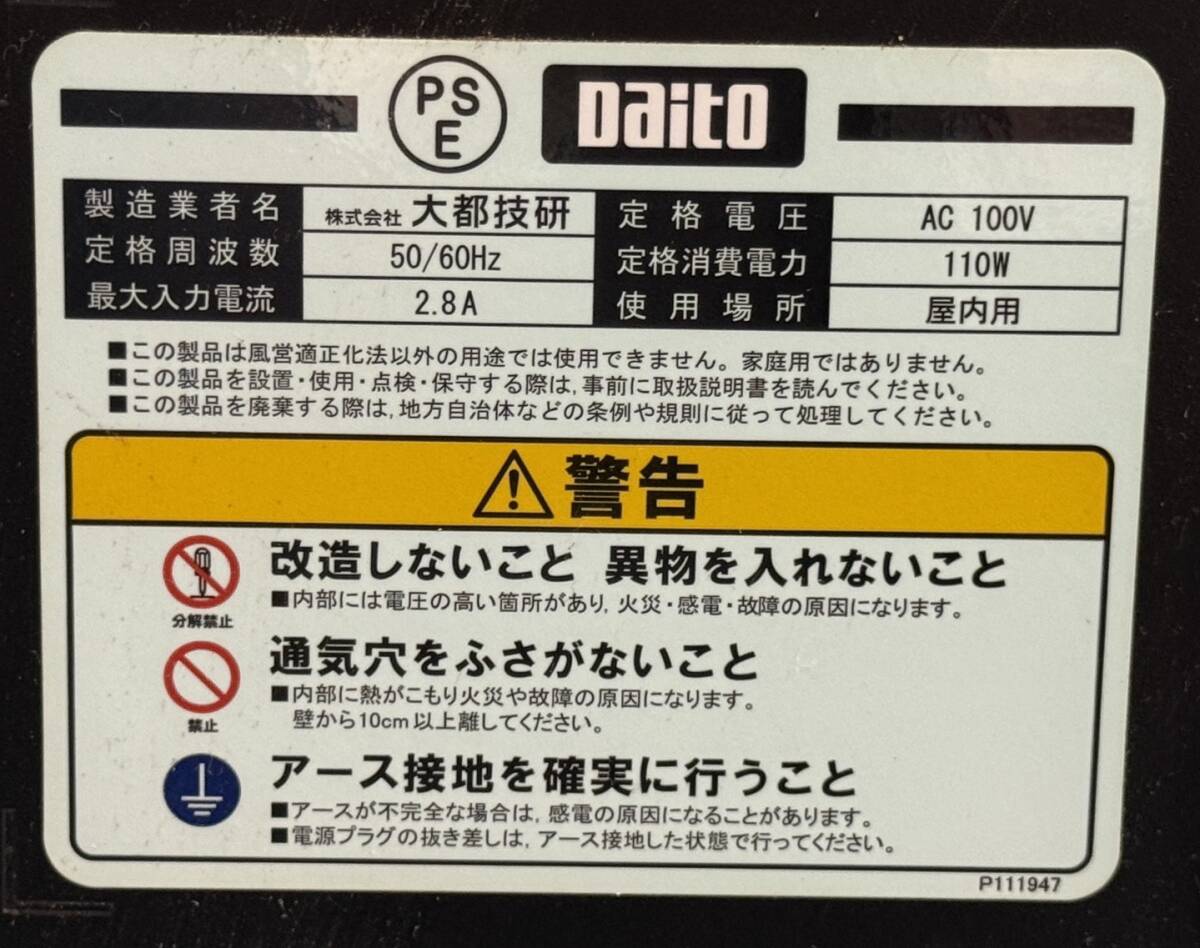 PS
E
Daito
製造業者名 株式会社 大都技研 定格電圧 AC 100V
定格周波数 50/60Hz 定格消費電力 110W
最大入力電流 2.8A 使用場所 屋内用
■この製品は風営適正化法以外の用途では使用できません。家庭用ではありません。
■この製品を設置・使用・点検・保守する際は,事前に取扱説明書を読んでください。
■この製品を廃棄する際は,地方自治体などの条例や規則に従って処理してください。
警告
改造しないこと 異物を入れないこと
■内部には電圧の高い箇所があり,火災・感電・故障の原因になります。
分解禁止
通気穴をふさがないこと
■内部に熱がこもり火災や故障の原因になります。
壁から10cm以上離してください。
禁止
アース接地を確実に行うこと
■アースが不完全な場合は,感電の原因になることがあります。
■電源プラグの抜き差しは,アース接地した状態で行ってください。
P111947